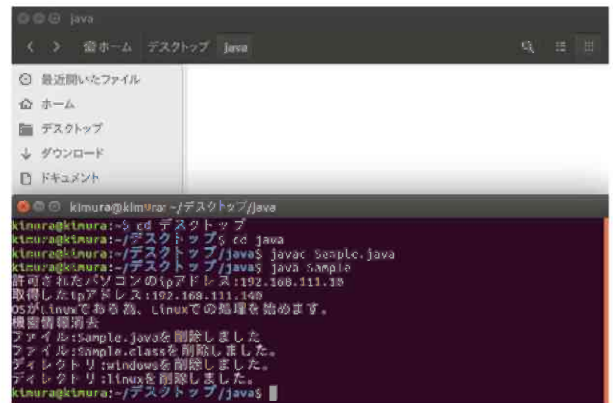 java
ホーム デスクトップ java
最近開いたファイル
ホーム
デスクトップ
ダウンロード
ドキュメント
kimura@kimura: ~/デスクトップ/java
kimura@kimura:~$ cd デスクトップ
kimura@kimura:~/デスクトップ$ cd java
kimura@kimura:~/デスクトップ/java$ javac Sample.java
kimura@kimura:~/デスクトップ/java$ java Sample
許可されたパソコンのipアドレス:192.168.111.10
取得したipアドレス:192.168.111.140
OSがLinuxである為、Linuxでの処理を始めます。
機密情報消去
ファイル:Sample.javaを削除しました
ファイル:Sample.classを削除しました。
ディレクトリ:windowsを削除しました。
ディレクトリ:linuxを削除しました。
kimura@kimura:~/デスクトップ/java$